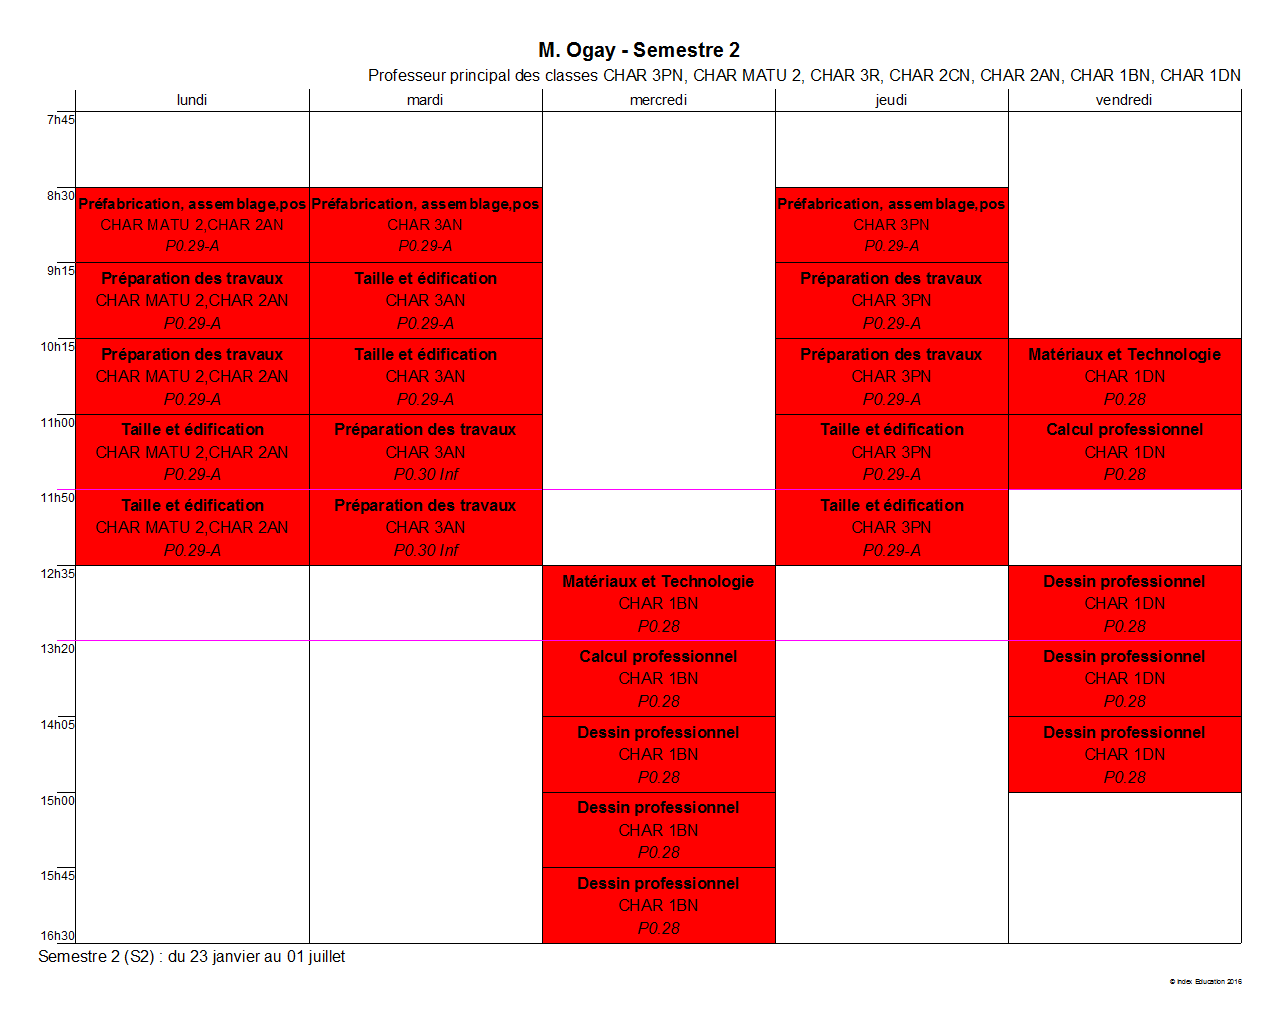 M. Ogay - Semestre 2
Professeur principal des classes CHAR 3PN, CHAR MATU 2, CHAR 3R, CHAR 2CN, CHAR 2AN, CHAR 1BN, CHAR 1DN
lundi mardi mercredi jeudi vendredi
7h45
8h30
Préfabrication, assemblage,pos Préfabrication, assemblage,pos Préfabrication, assemblage,pos
CHAR MATU 2,CHAR 2AN CHAR 3AN CHAR 3PN
P0.29-A P0.29-A P0.29-A
9h15
Préparation des travaux Taille et édification Préparation des travaux
CHAR MATU 2,CHAR 2AN CHAR 3AN CHAR 3PN
P0.29-A P0.29-A P0.29-A
10h15
Préparation des travaux Taille et édification Préparation des travaux Matériaux et Technologie
CHAR MATU 2,CHAR 2AN CHAR 3AN CHAR 3PN CHAR 1DN
P0.29-A P0.29-A P0.29-A P0.28
11h00
Taille et édification Préparation des travaux Taille et édification Calcul professionnel
CHAR MATU 2,CHAR 2AN CHAR 3AN CHAR 3PN CHAR 1DN
P0.29-A P0.30 Inf P0.29-A P0.28
11h50
Taille et édification Préparation des travaux Taille et édification
CHAR MATU 2,CHAR 2AN CHAR 3AN CHAR 3PN
P0.29-A P0.30 Inf P0.29-A
12h35
Matériaux et Technologie Dessin professionnel
CHAR 1BN CHAR 1DN
P0.28 P0.28
13h20
Calcul professionnel Dessin professionnel
CHAR 1BN CHAR 1DN
P0.28 P0.28
14h05
Dessin professionnel Dessin professionnel
CHAR 1BN CHAR 1DN
P0.28 P0.28
15h00
Dessin professionnel
CHAR 1BN
P0.28
15h45
Dessin professionnel
CHAR 1BN
P0.28
16h30
Semestre 2 (S2) : du 23 janvier au 01 juillet
© Index Education 2016